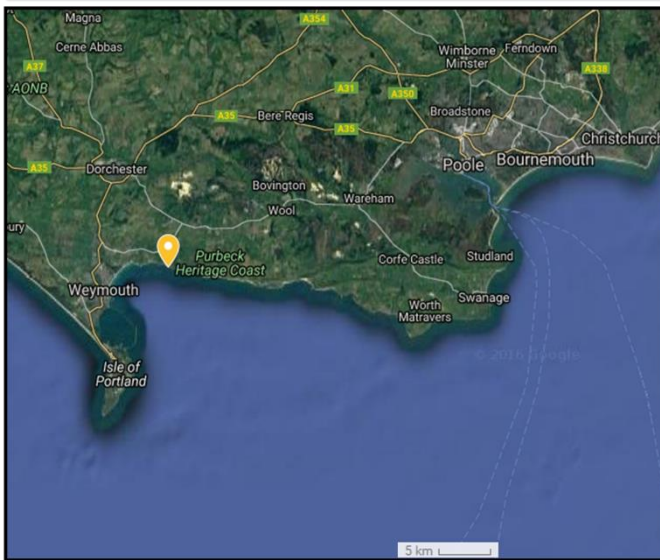 Magna
Cerne Abbas
A354
A37
AONB
Wimborne
Minster
Ferndown
A338
A31
A350
Broadstone
A35
Bere Regis
A35
Christchurch
Poole
Bournemouth
A35
Dorchester
Bovington
Wareham
Wool
ury
Purbeck
Heritage Coast
Corfe Castle
Studland
Weymouth
Swanage
Worth
Matravers
© 2016 Google
Isle of
Portland
5 km